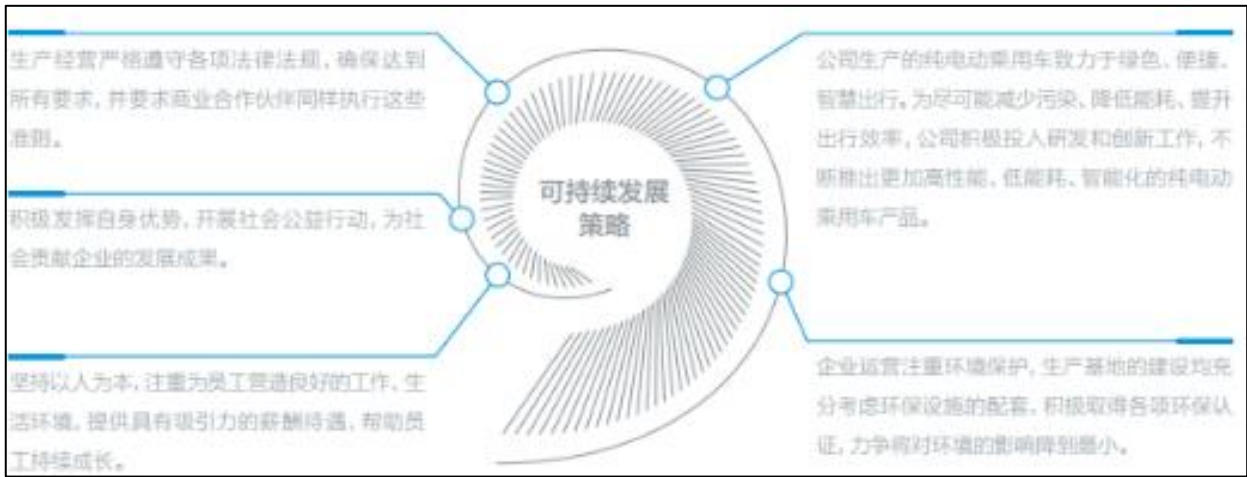 生产经营严格遵守各项法律法规，确保达到
所有要求，并要求商业合作伙伴同样执行这些
准则。
积极发挥自身优势，开展社会公益行动，为社
会贡献企业的发展成果。
坚持以人为本，注重为员工营造良好的工作、生
活环境，提供具有吸引力的薪酬待遇，帮助员
工持续成长。
可持续发展
策略
公司生产的纯电动乘用车致力于绿色、便捷、
智慧出行。为尽可能减少污染、降低能耗、提升
出行效率，公司积极投入研发和创新工作，不
断推出更加高性能、低能耗、智能化的纯电动
乘用车产品。
企业运营注重环境保护，生产基地的建设均充
分考虑环保设施的配套，积极取得各项环保认
证，力争将对环境的影响降到最小。